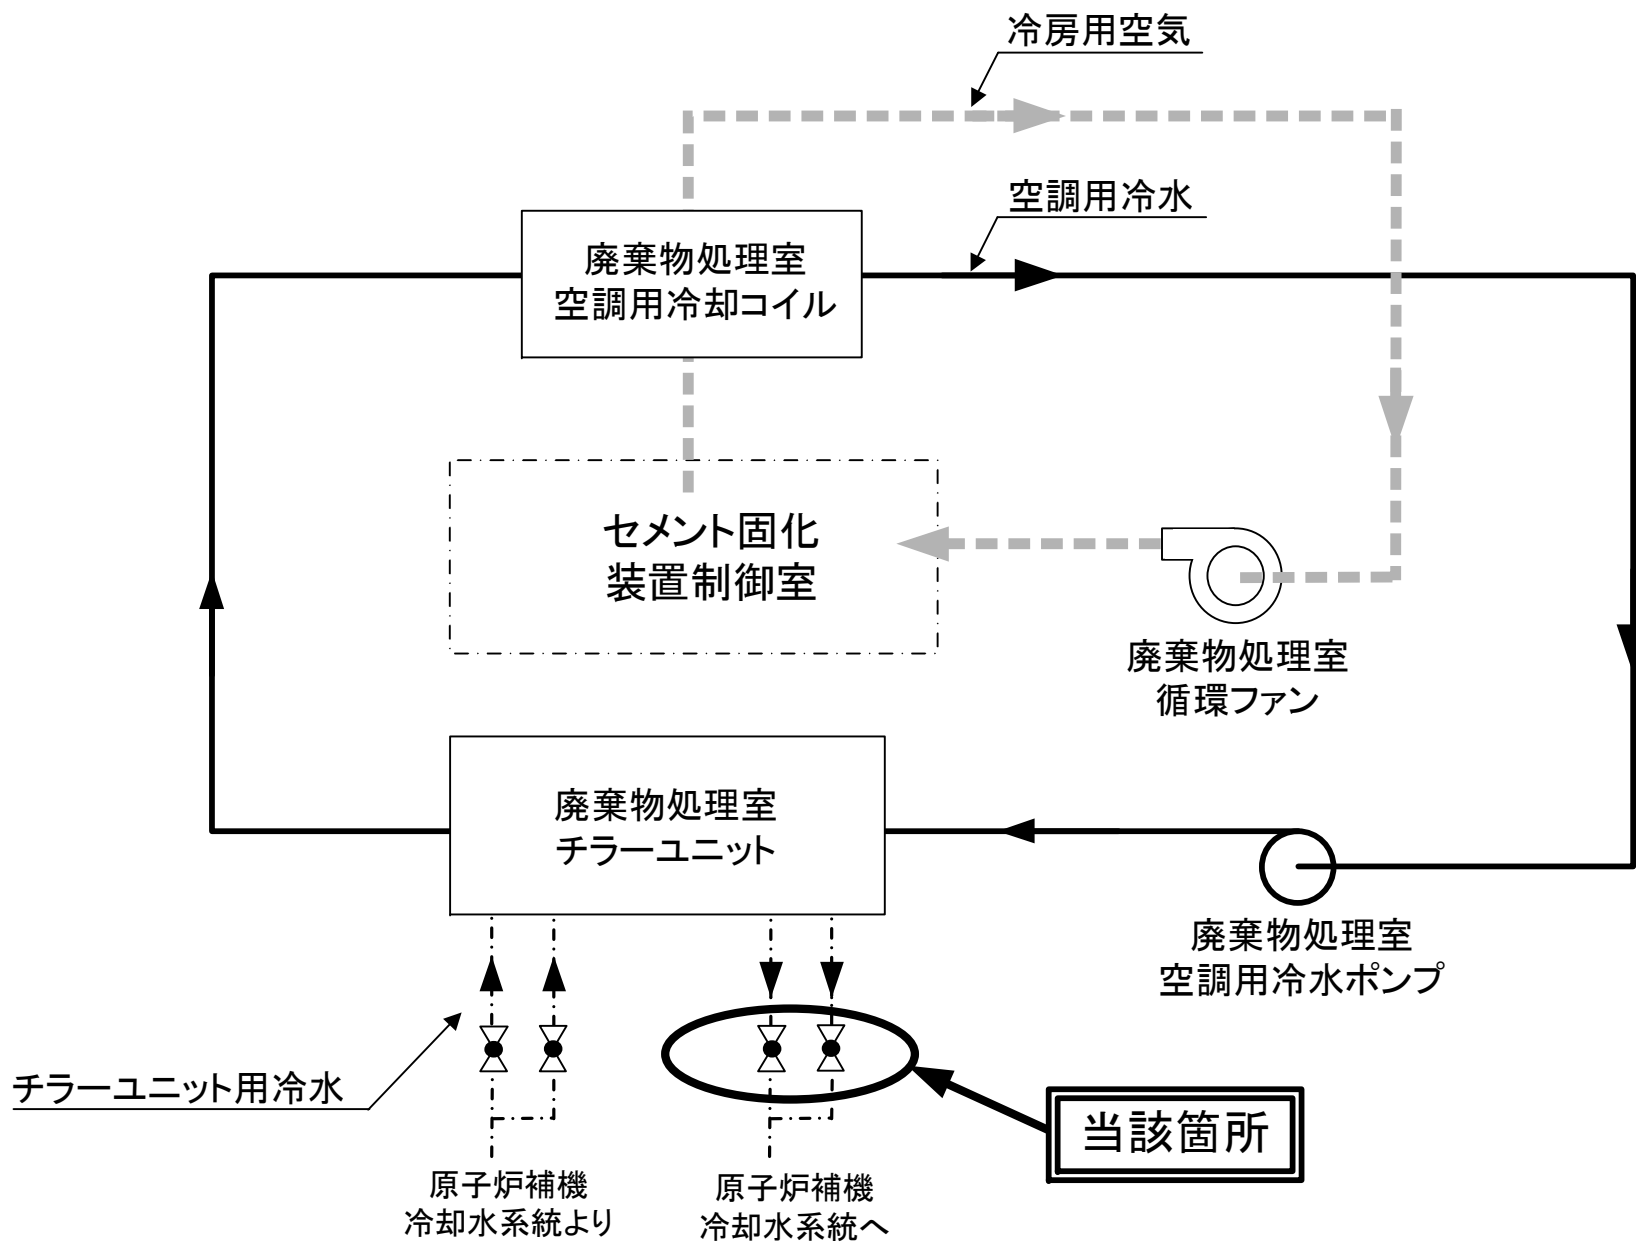 冷房用空気
空調用冷水
廃棄物処理室
空調用冷却コイル
セメント固化
装置制御室
廃棄物処理室
循環ファン
廃棄物処理室
チラーユニット
廃棄物処理室
空調用冷水ポンプ
チラーユニット用冷水
当該箇所
原子炉補機
冷却水系統より
原子炉補機
冷却水系統へ